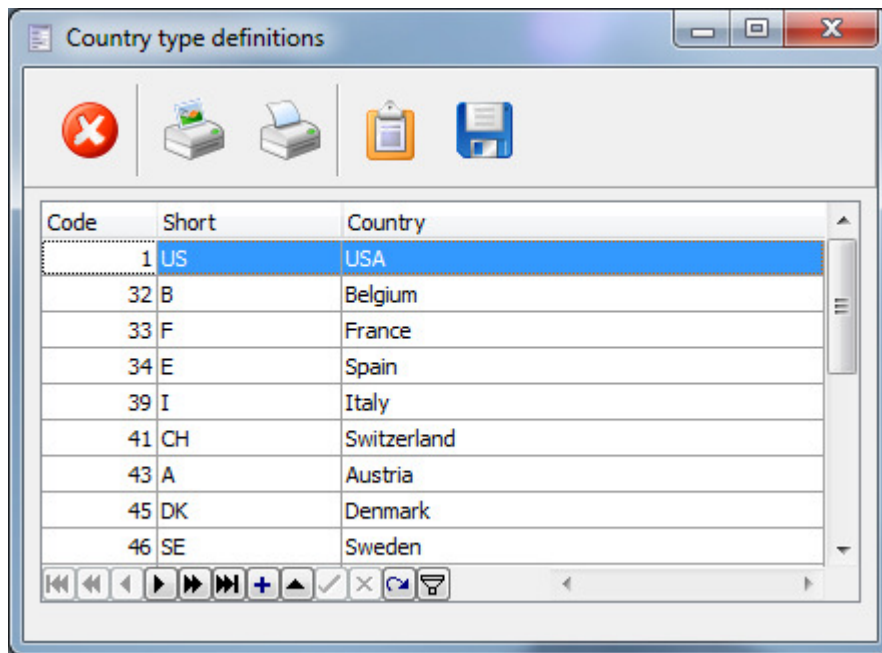 Country type definitions
Code Short Country
1 US USA
32 B Belgium
33 F France
34 E Spain
39 I Italy
41 CH Switzerland
43 A Austria
45 DK Denmark
46 SE Sweden